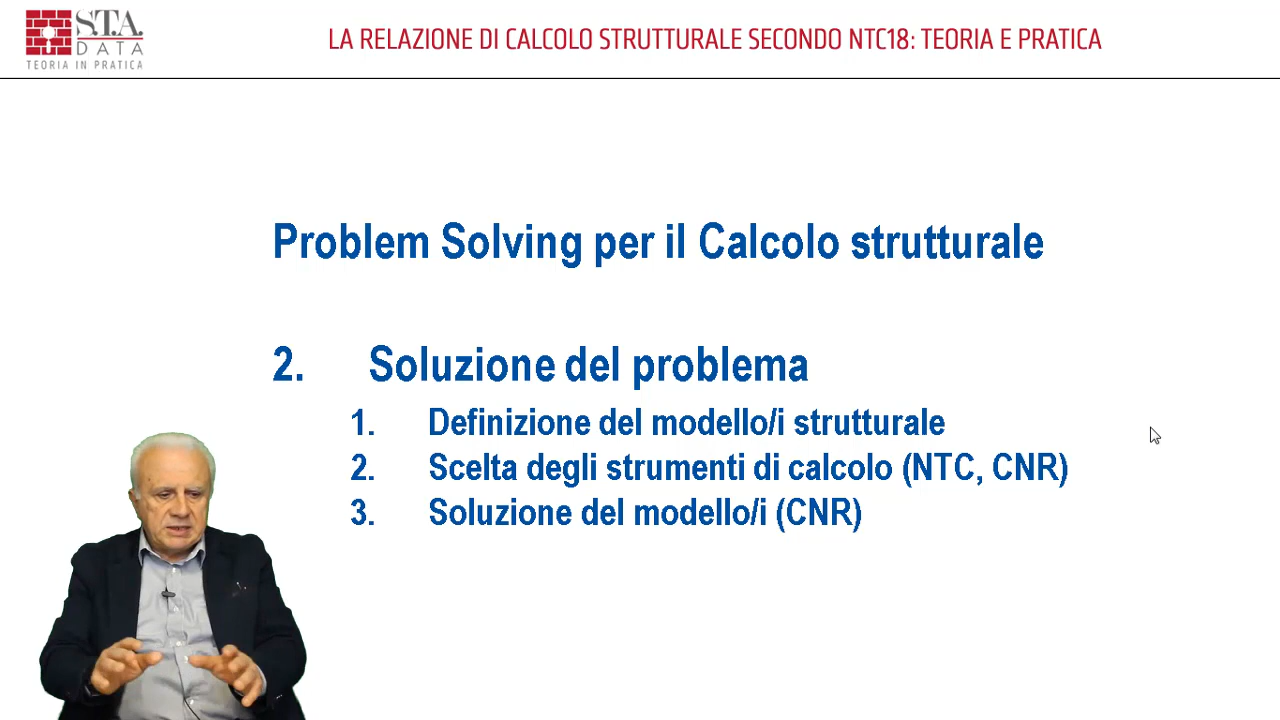 S.T.A.
DATA
TEORIA IN PRATICA
LA RELAZIONE DI CALCOLO STRUTTURALE SECONDO NTC18: TEORIA E PRATICA
Problem Solving per il Calcolo strutturale
2. Soluzione del problema
1. Definizione del modello/i strutturale
2. Scelta degli strumenti di calcolo (NTC, CNR)
3. Soluzione del modello/i (CNR)